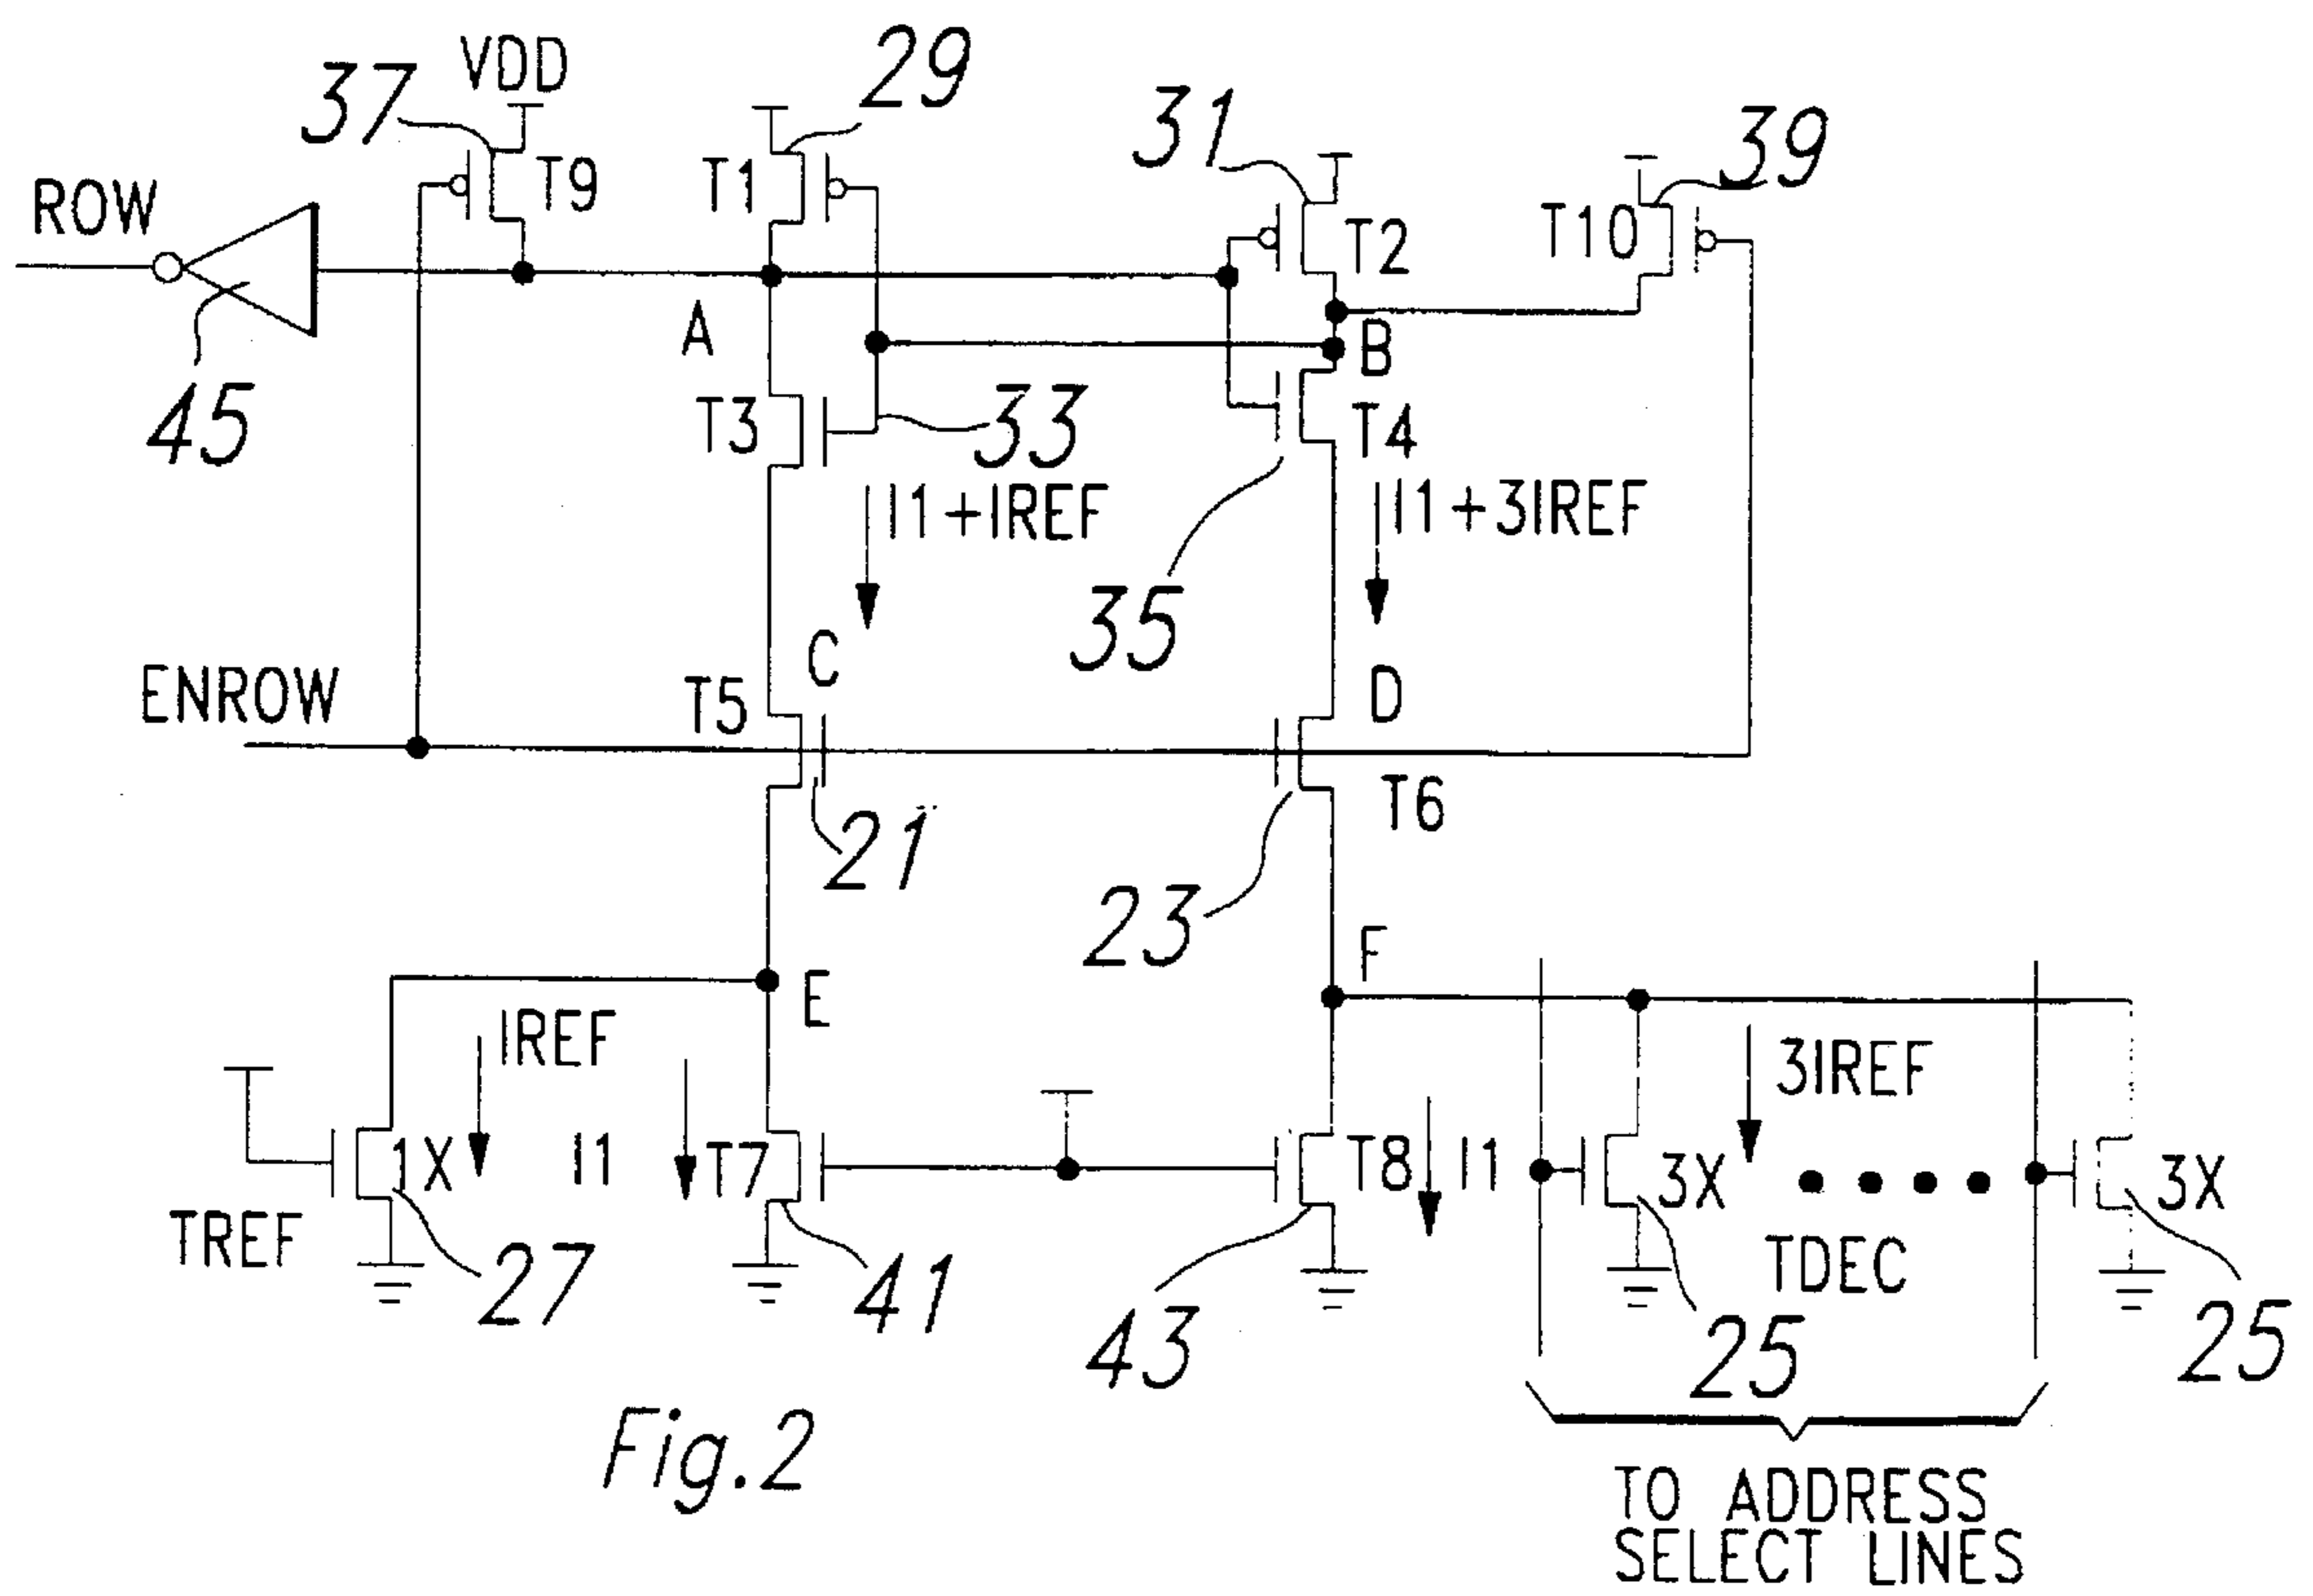 VDD
37
29
31
39
ROW
T9
T1
T2
T10
A
B
45
T3
33
T4
I1+IREF
I1+3IREF
35
C
D
ENROW
T5
T6
21
23
F
E
IREF
3IREF
1X
I1
T7
T8
I1
3X
3X
TREF
27
41
43
TDEC
25
25
Fig.2
TO ADDRESS
SELECT LINES